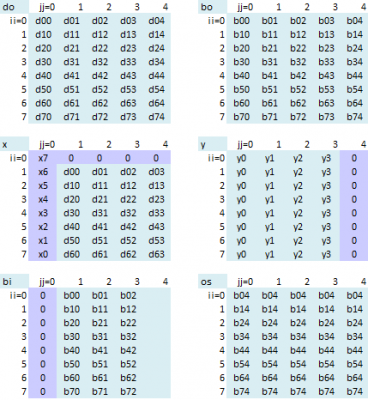 do jj=0 1 2 3 4
ii=0 d00 d01 d02 d03 d04
1 d10 d11 d12 d13 d14
2 d20 d21 d22 d23 d24
3 d30 d31 d32 d33 d34
4 d40 d41 d42 d43 d44
5 d50 d51 d52 d53 d54
6 d60 d61 d62 d63 d64
7 d70 d71 d72 d73 d74
bo jj=0 1 2 3 4
ii=0 b00 b01 b02 b03 b04
1 b10 b11 b12 b13 b14
2 b20 b21 b22 b23 b24
3 b30 b31 b32 b33 b34
4 b40 b41 b42 b43 b44
5 b50 b51 b52 b53 b54
6 b60 b61 b62 b63 b64
7 b70 b71 b72 b73 b74
x jj=0 1 2 3 4
ii=0 x7 0 0 0 0
1 x6 d00 d01 d02 d03
2 x5 d10 d11 d12 d13
3 x4 d20 d21 d22 d23
4 x3 d30 d31 d32 d33
5 x2 d40 d41 d42 d43
6 x1 d50 d51 d52 d53
7 x0 d60 d61 d62 d63
y jj=0 1 2 3 4
ii=0 y0 y1 y2 y3 0
1 y0 y1 y2 y3 0
2 y0 y1 y2 y3 0
3 y0 y1 y2 y3 0
4 y0 y1 y2 y3 0
5 y0 y1 y2 y3 0
6 y0 y1 y2 y3 0
7 y0 y1 y2 y3 0
bi jj=0 1 2 3 4
ii=0 0 b00 b01 b02
1 0 b10 b11 b12
2 0 b20 b21 b22
3 0 b30 b31 b32
4 0 b40 b41 b42
5 0 b50 b51 b52
6 0 b60 b61 b62
7 0 b70 b71 b72
os jj=0 1 2 3 4
ii=0 b04 b04 b04 b04 b04
1 b14 b14 b14 b14 b14
2 b24 b24 b24 b24 b24
3 b34 b34 b34 b34 b34
4 b44 b44 b44 b44 b44
5 b54 b54 b54 b54 b54
6 b64 b64 b64 b64 b64
7 b74 b74 b74 b74 b74